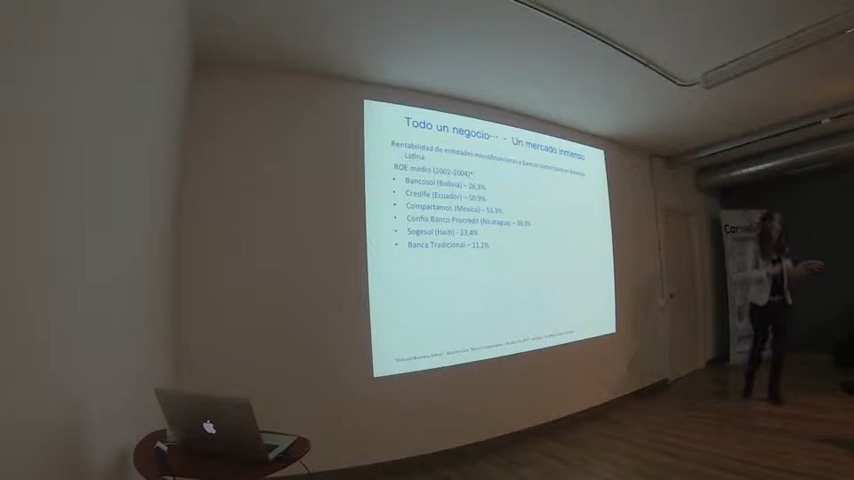 Todo un negocio… - Un mercado inmenso
Rentabilidad de entidades microfinancieras y bancos comerciales en América
Latina:
ROE medio (2002-2004)*
• Bancosol (Bolivia) – 26,3%
• Credife (Ecuador) – 50,9%
• Compartamos (Mexico) – 53,3%
• Confia Banco Procredit (Nicaragua) – 39,3%
• Sogesol (Haiti) - 23,4%
• Banca Tradicional – 11,2%